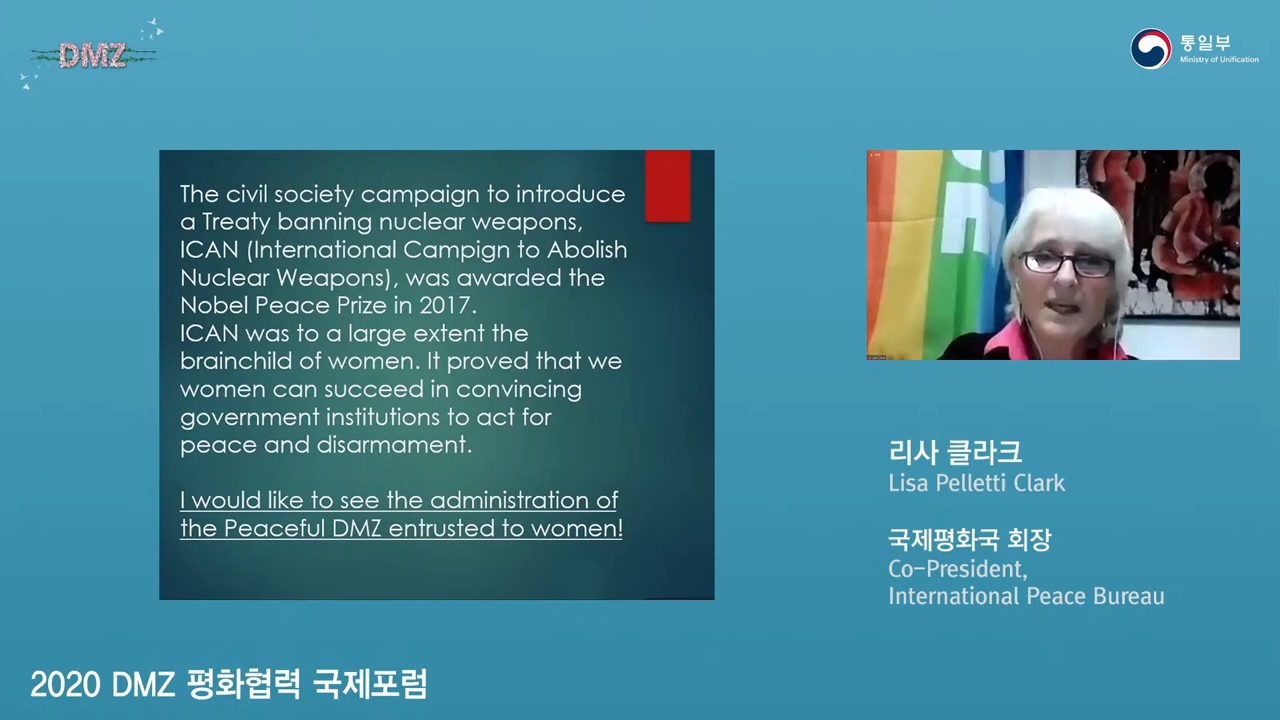 DMZ
통일부
Ministry of Unification
The civil society campaign to introduce
a Treaty banning nuclear weapons,
ICAN (International Campign to Abolish
Nuclear Weapons), was awarded the
Nobel Peace Prize in 2017.
ICAN was to a large extent the
brainchild of women. It proved that we
women can succeed in convincing
government institutions to act for
peace and disarmament.
I would like to see the administration of
the Peaceful DMZ entrusted to women!
리사 클라크
Lisa Pelletti Clark
국제평화국 회장
Co-President,
International Peace Bureau
2020 DMZ 평화협력 국제포럼